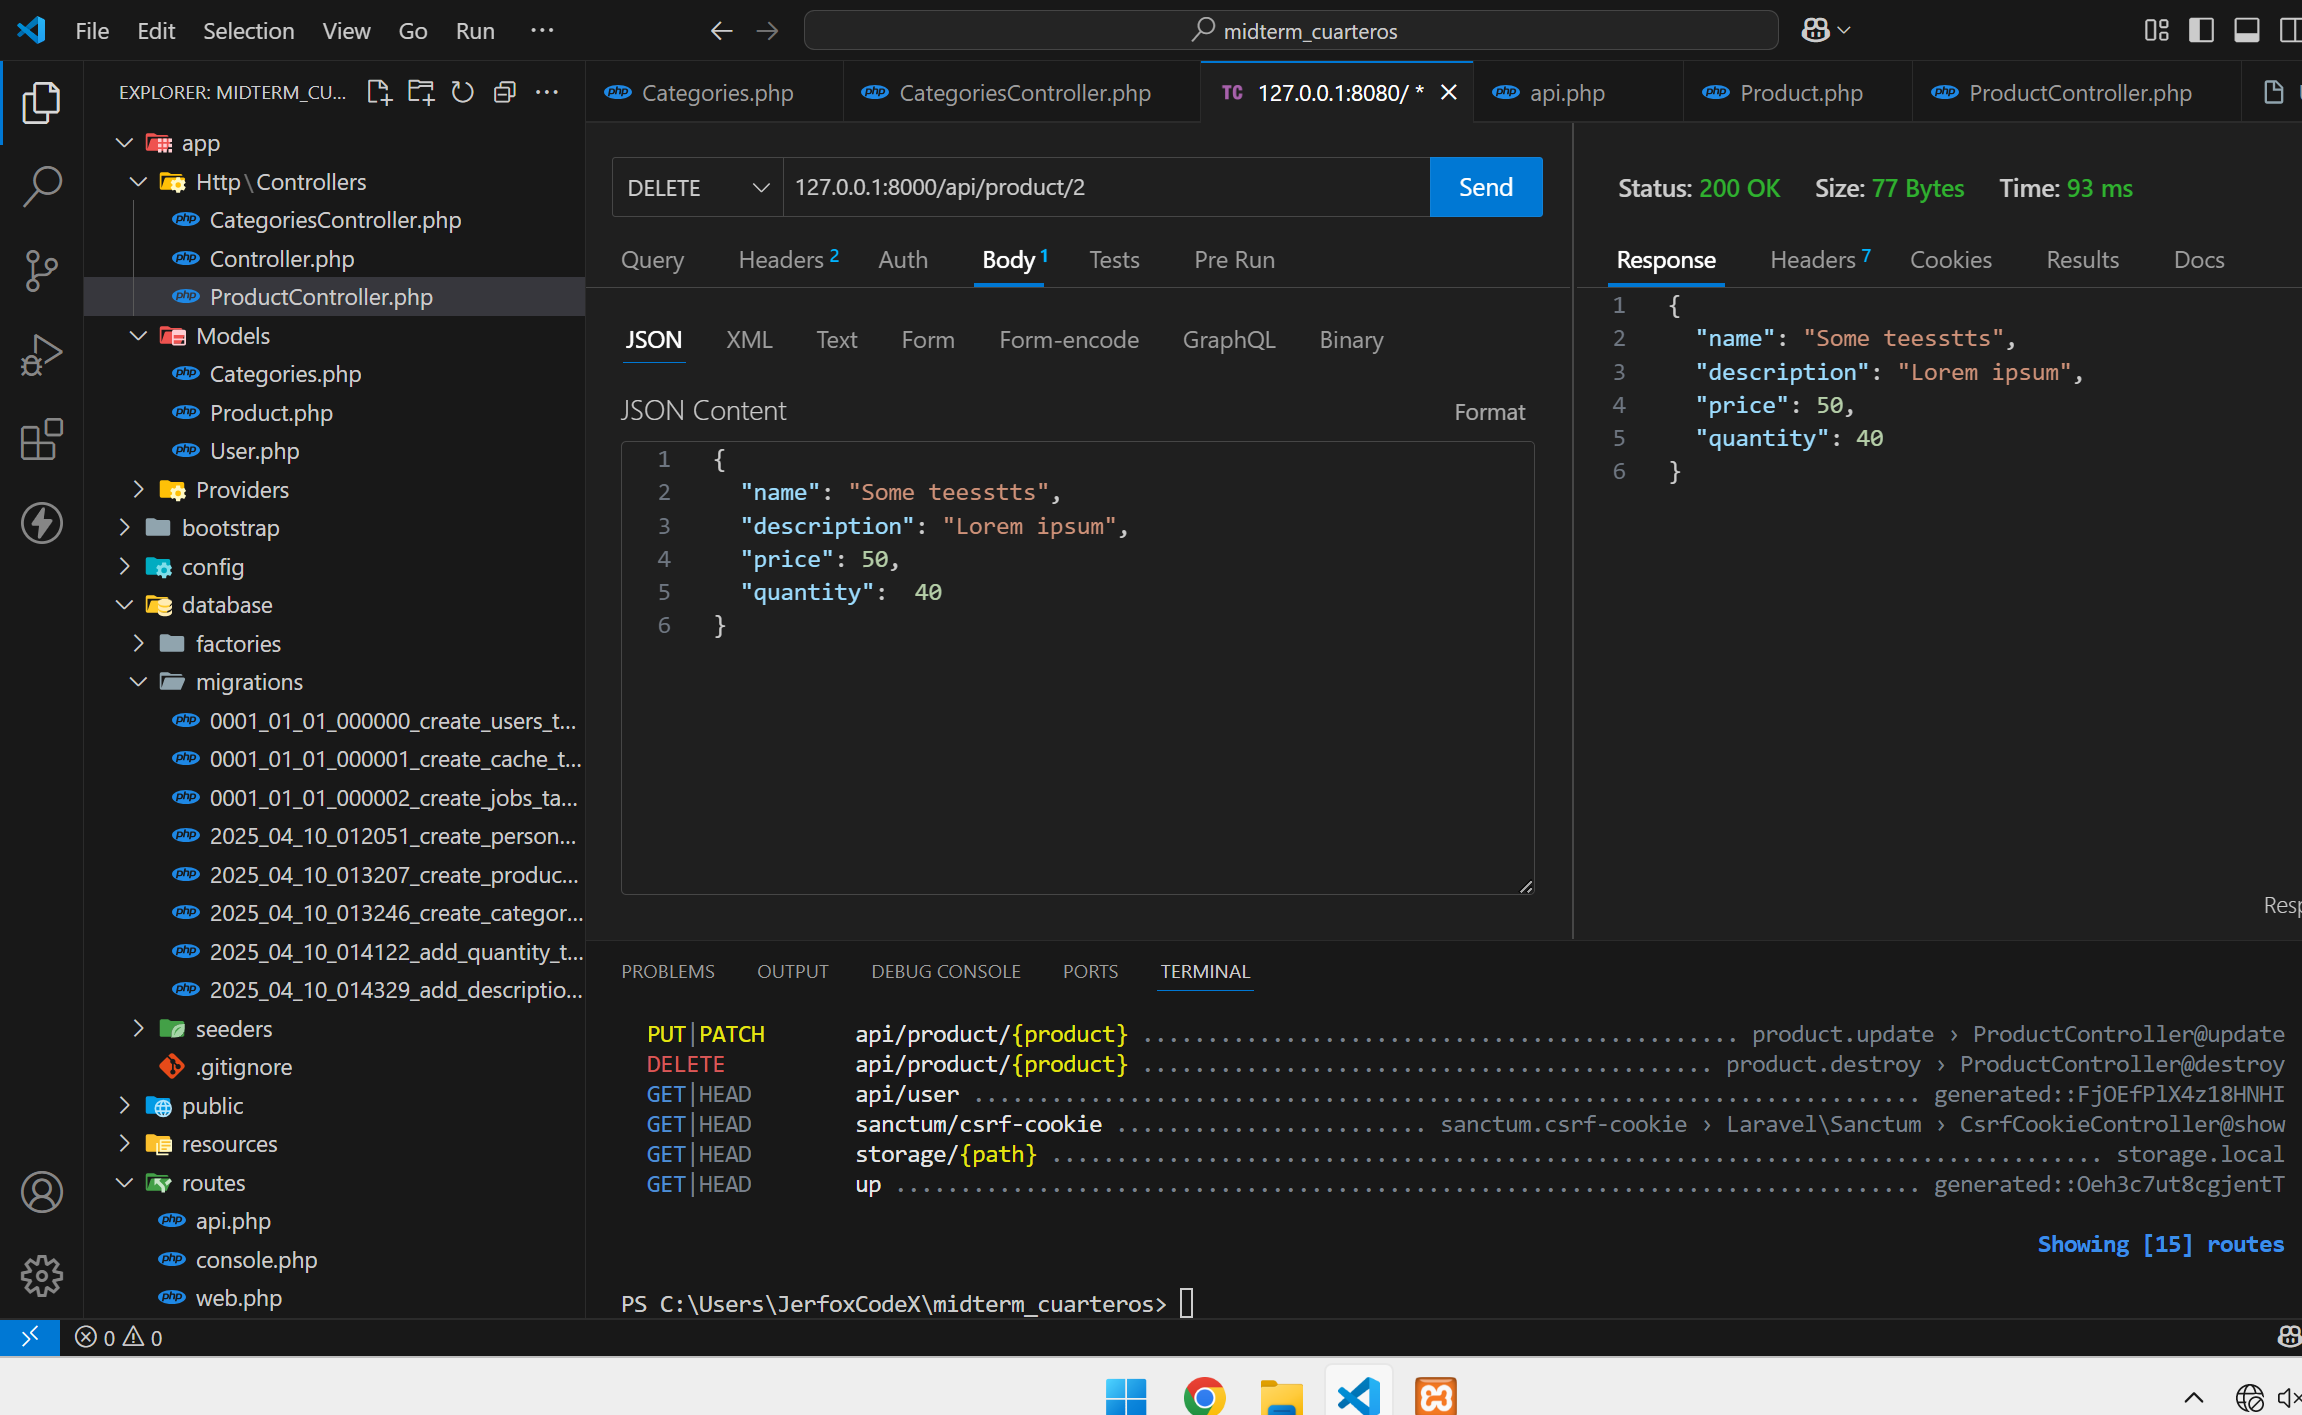 File Edit Selection View Go Run ···
midterm_cuarteros
EXPLORER: MIDTERM_CU...
Categories.php
CategoriesController.php
TC 127.0.0.1:8080/ *
api.php
Product.php
ProductController.php
app
Http\Controllers
CategoriesController.php
Controller.php
ProductController.php
Models
Categories.php
Product.php
User.php
Providers
bootstrap
config
database
factories
migrations
0001_01_01_000000_create_users_t...
0001_01_01_000001_create_cache_t...
0001_01_01_000002_create_jobs_ta...
2025_04_10_012051_create_person...
2025_04_10_013207_create_produc...
2025_04_10_013246_create_categor...
2025_04_10_014122_add_quantity_t...
2025_04_10_014329_add_descriptio...
seeders
.gitignore
public
resources
routes
api.php
console.php
web.php
DELETE 127.0.0.1:8000/api/product/2 Send
Query Headers 2 Auth Body 1 Tests Pre Run
JSON XML Text Form Form-encode GraphQL Binary
JSON Content Format
1 {
2 "name": "Some teesstts",
3 "description": "Lorem ipsum",
4 "price": 50,
5 "quantity":  40
6 }
Status: 200 OK Size: 77 Bytes Time: 93 ms
Response Headers 7 Cookies Results Docs
1 {
2 "name": "Some teesstts",
3 "description": "Lorem ipsum",
4 "price": 50,
5 "quantity": 40
6 }
PROBLEMS OUTPUT DEBUG CONSOLE PORTS TERMINAL
PUT|PATCH api/product/{product} ............................................. product.update › ProductController@update
DELETE api/product/{product} ............................................ product.destroy › ProductController@destroy
GET|HEAD api/user ......................................................................... generated::FjOEfPlX4z18HNHI
GET|HEAD sanctum/csrf-cookie ........................ sanctum.csrf-cookie › Laravel\Sanctum › CsrfCookieController@show
GET|HEAD storage/{path} ................................................................................. storage.local
GET|HEAD up ............................................................................... generated::Oeh3c7ut8cgjentT
Showing [15] routes
PS C:\Users\JerfoxCodeX\midterm_cuarteros>
0 0